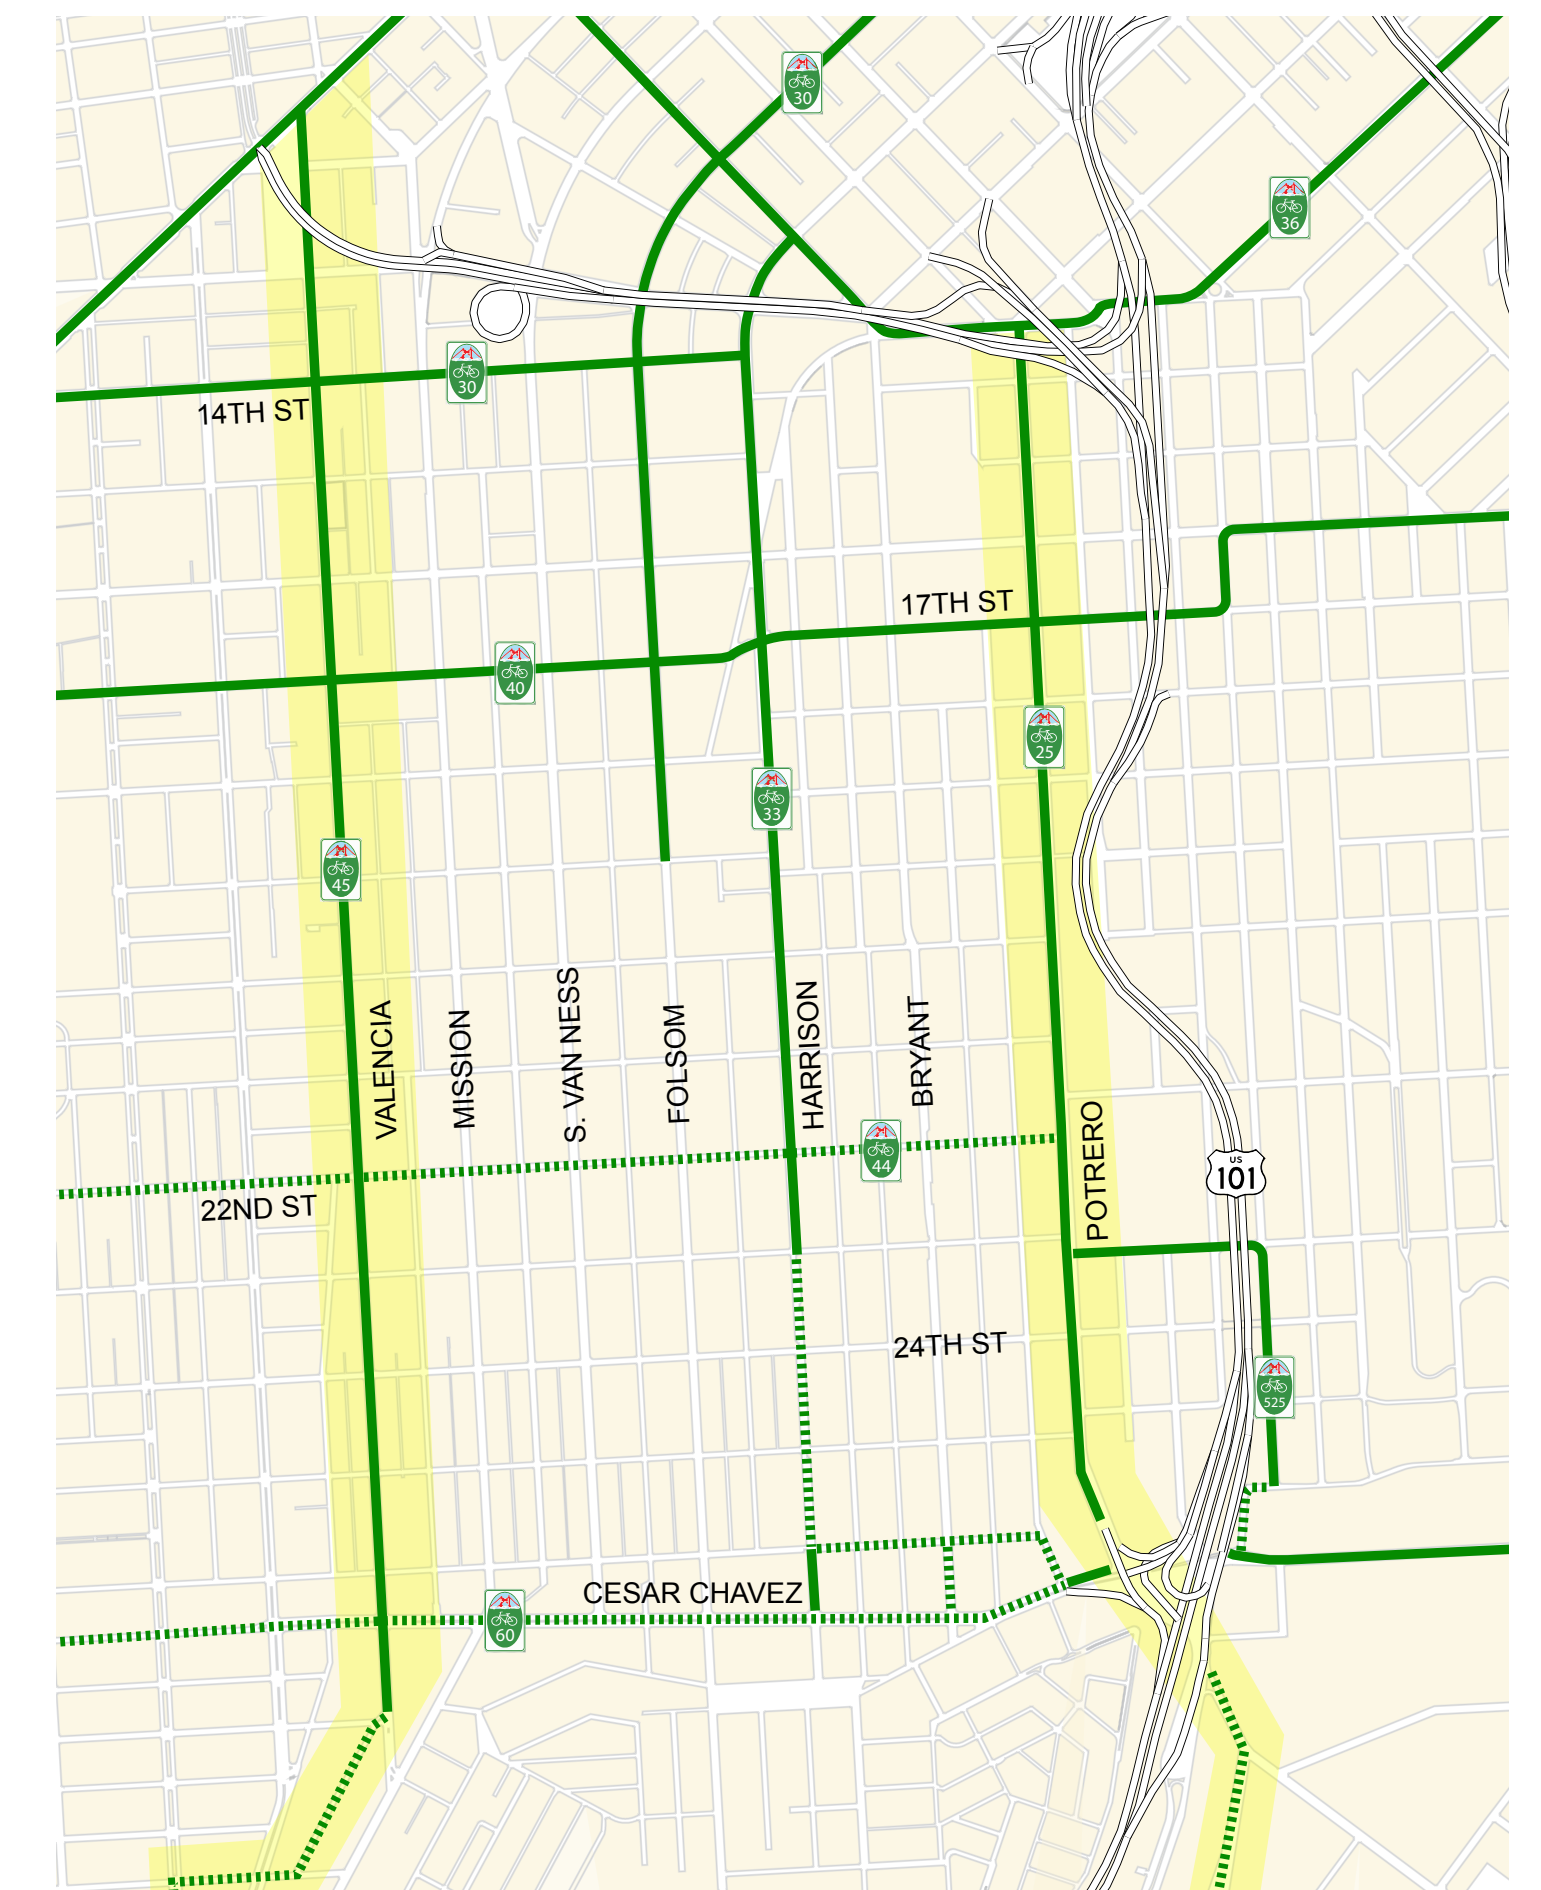 30
36
30
14TH ST
17TH ST
40
25
33
45
VALENCIA
MISSION
S. VAN NESS
FOLSOM
HARRISON
BRYANT
POTRERO
44
US
101
22ND ST
24TH ST
525
CESAR CHAVEZ
60